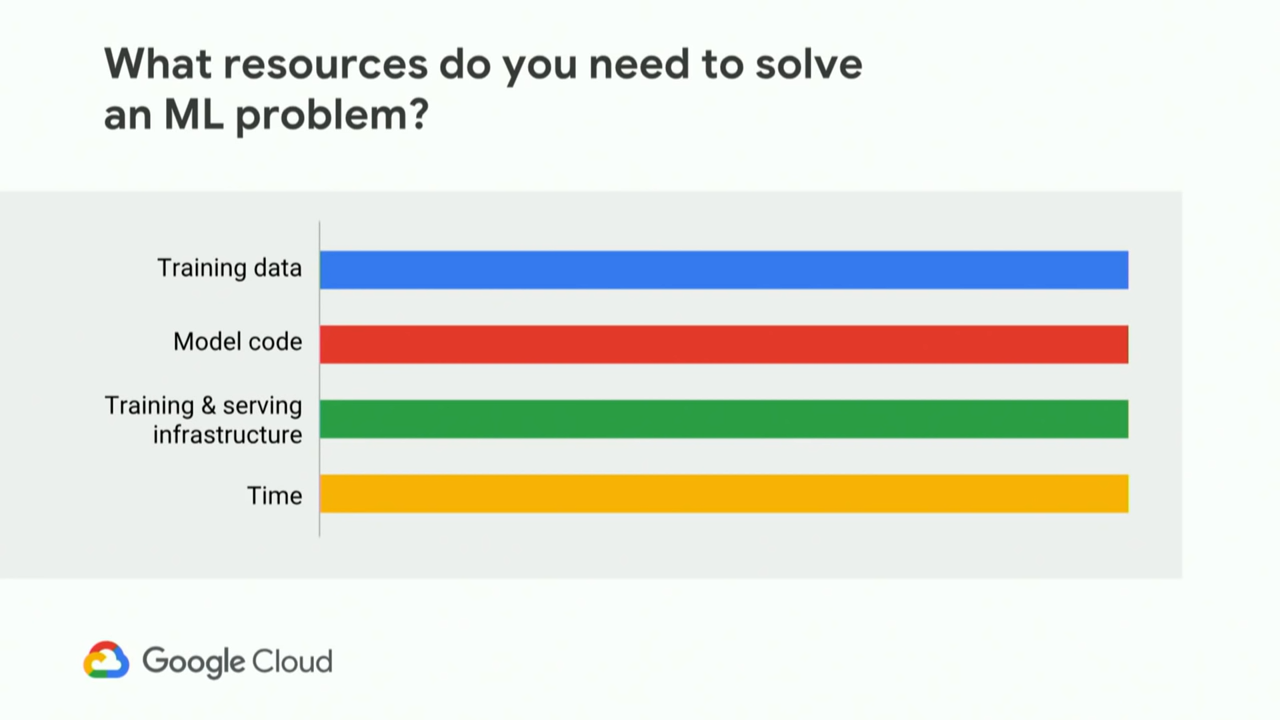 What resources do you need to solve
an ML problem?
Training data
Model code
Training & serving
infrastructure
Time
Google Cloud